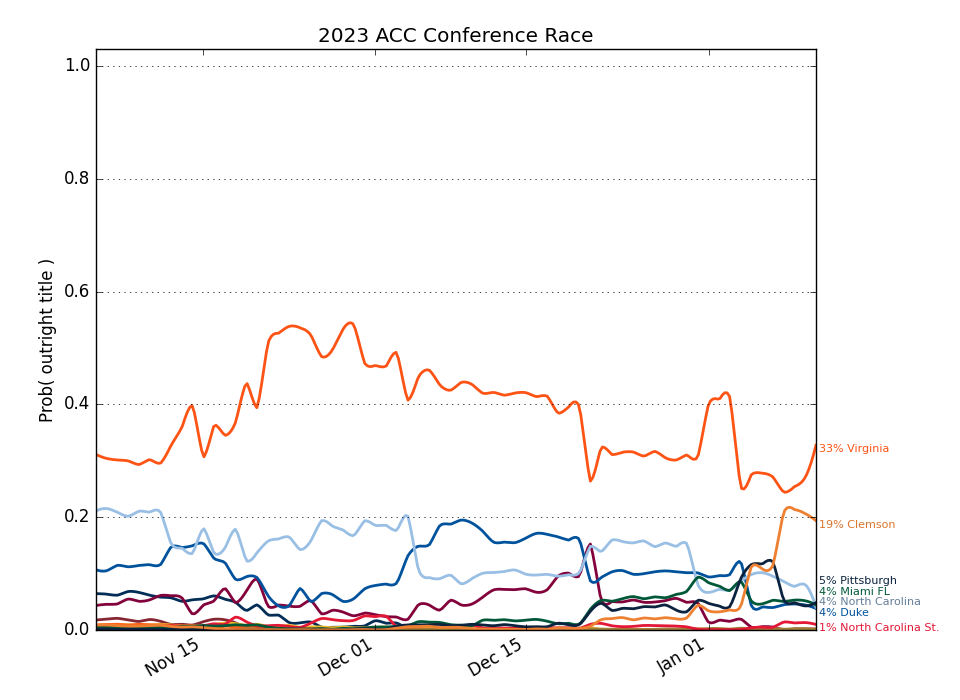 2023 ACC Conference Race
Prob( outright title )
1.0
0.8
0.6
0.4
0.2
0.0
Nov 15
Dec 01
Dec 15
Jan 01
33% Virginia
19% Clemson
5% Pittsburgh
4% Miami FL
4% North Carolina
4% Duke
1% North Carolina St.